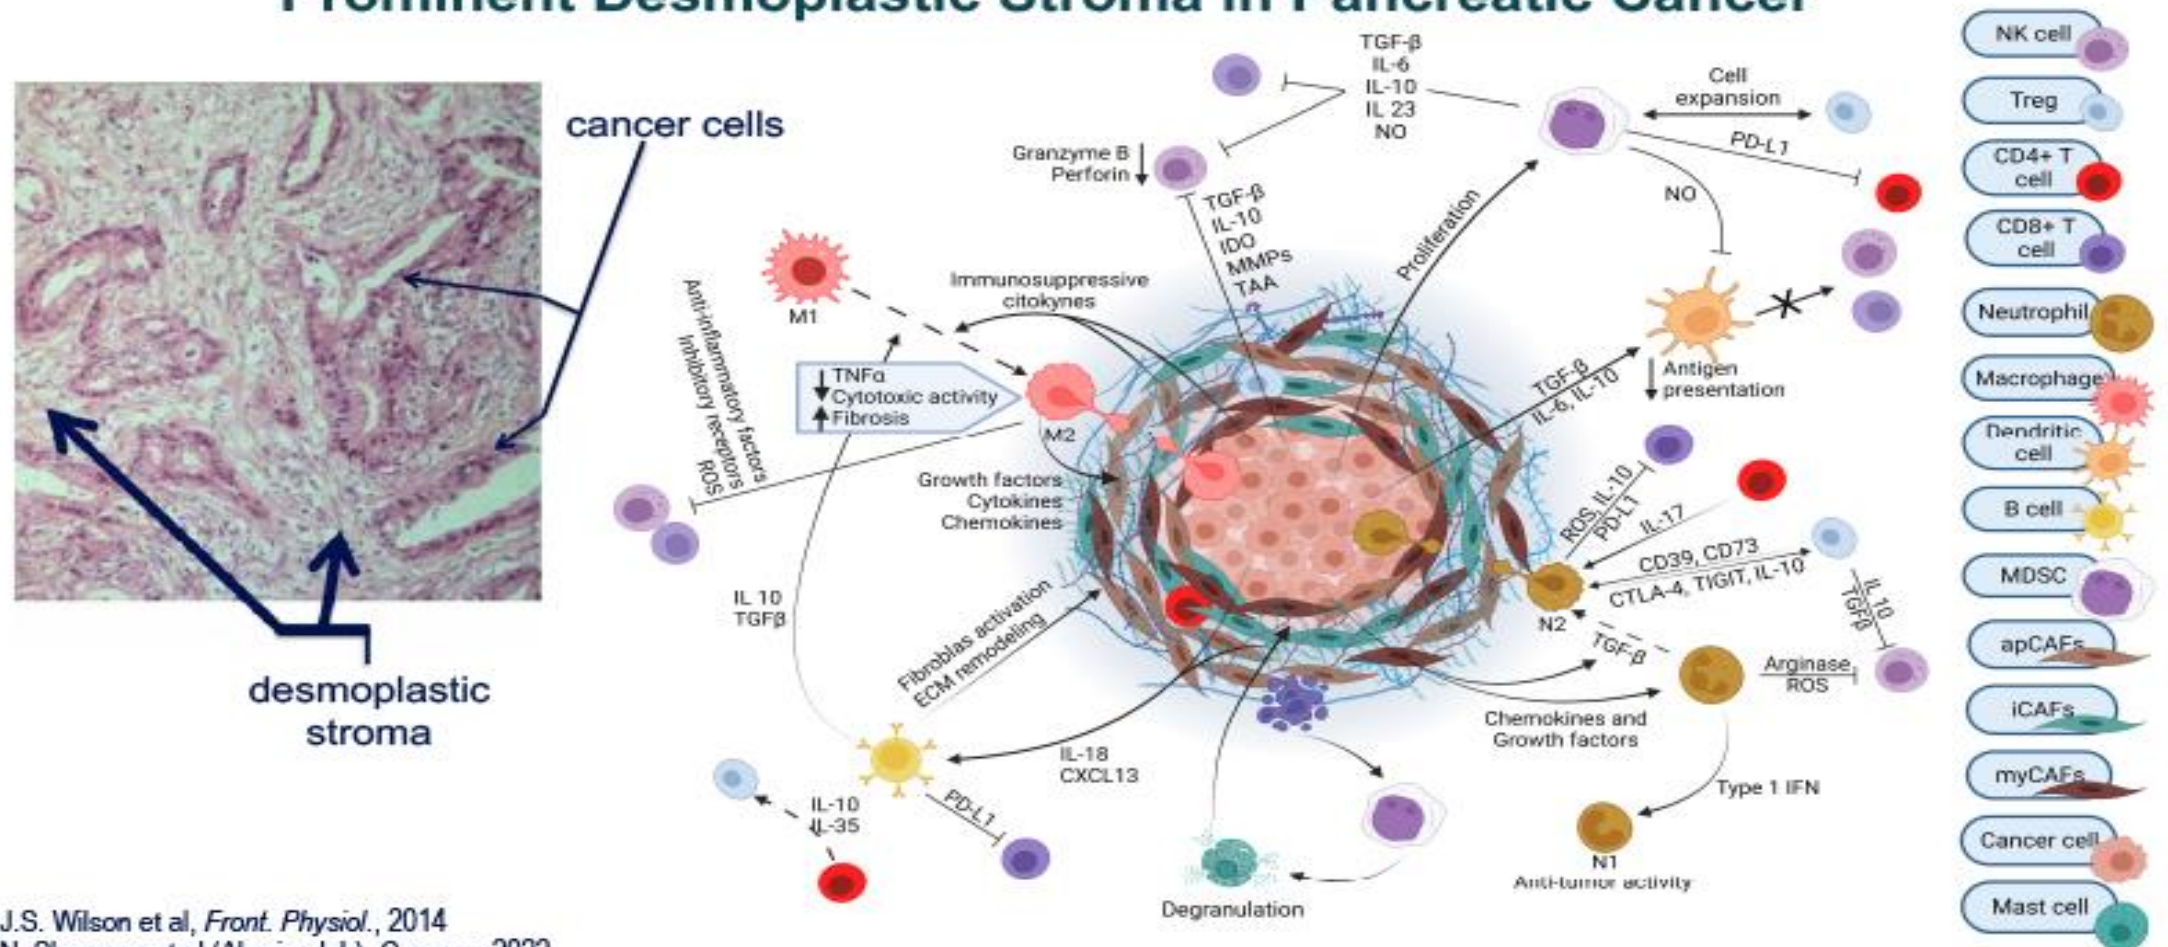 Prominent Desmoplastic Stroma in Pancreatic Cancer
cancer cells
desmoplastic
stroma
TGF-β
IL-6
IL-10
IL 23
NO
Cell
expansion
PD-L1
NO
Granzyme B
Perforin
TGF-β
IL-10
IDO
MMPs
TAA
Proliferation
M1
Immunosuppressive
citokynes
Anti-inflammatory factors
Inhibitory receptors
ROS
TNFα
Cytotoxic activity
Fibrosis
M2
Growth factors
Cytokines
Chemokines
TGF-β
IL-6, IL-10
Antigen
presentation
ROS, IL-10
PD-L1
IL-17
CD39, CD73
CTLA-4, TIGIT, IL-10
IL 10
TGFβ
N2
TGF-β
Arginase
ROS
IL 10
TGFβ
Fibroblas activation
ECM remodeling
Chemokines and
Growth factors
IL-18
CXCL13
Type 1 IFN
IL-10
IL-35
PD-L1
N1
Anti-tumor activity
Degranulation
NK cell
Treg
CD4+ T
cell
CD8+ T
cell
Neutrophil
Macrophage
Dendritic
cell
B cell
MDSC
apCAFs
iCAFs
myCAFs
Cancer cell
Mast cell
J.S. Wilson et al, Front. Physiol., 2014